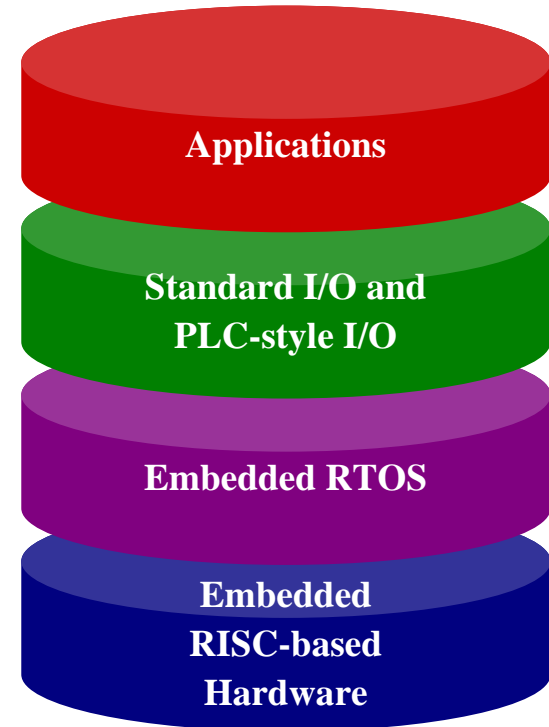 Applications
Standard I/O and
PLC-style I/O
Embedded RTOS
Embedded
RISC-based
Hardware